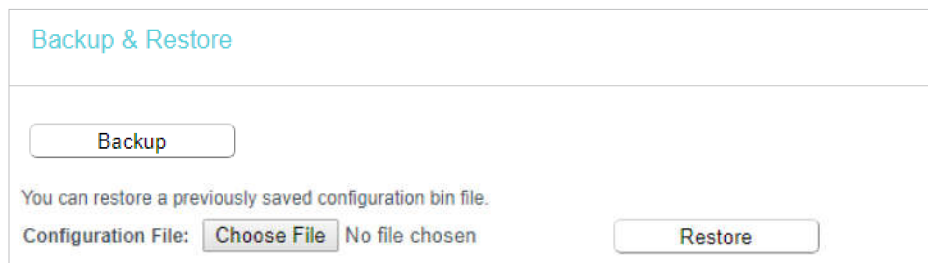 Backup & Restore
Backup
You can restore a previously saved configuration bin file.
Configuration File: Choose File No file chosen Restore